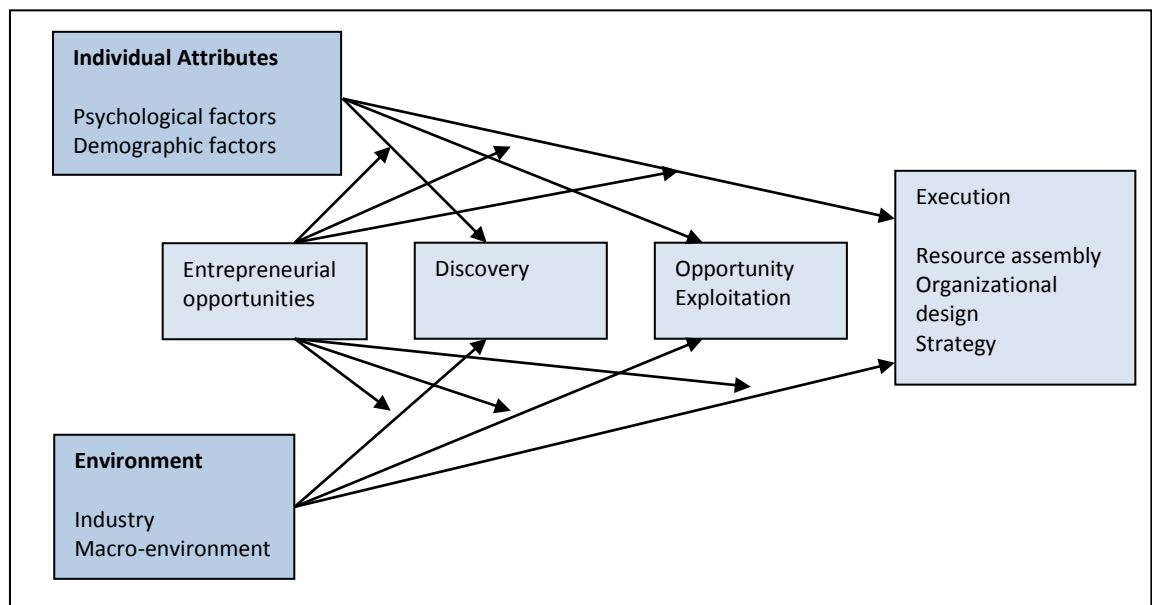 Individual Attributes
Psychological factors
Demographic factors
Entrepreneurial
opportunities
Discovery
Opportunity
Exploitation
Execution
Resource assembly
Organizational
design
Strategy
Environment
Industry
Macro-environment